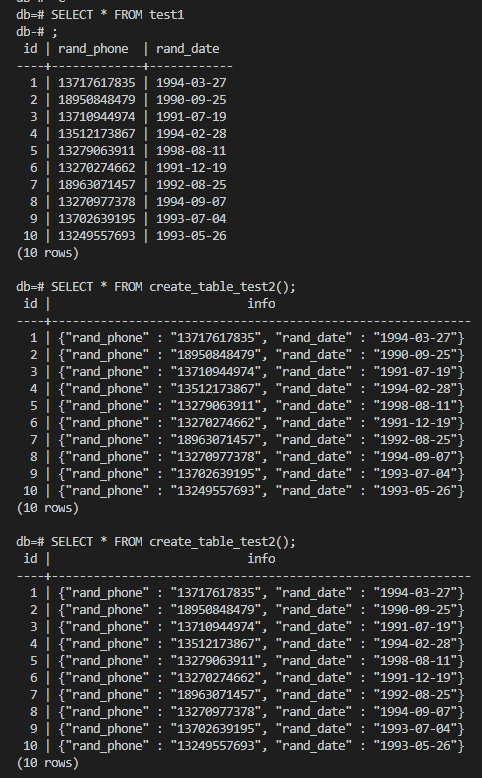 db=# SELECT * FROM test1
db-# ;
 id | rand_phone  | rand_date
----+-------------+------------
  1 | 13717617835 | 1994-03-27
  2 | 18950848479 | 1990-09-25
  3 | 13710944974 | 1991-07-19
  4 | 13512173867 | 1994-02-28
  5 | 13279063911 | 1998-08-11
  6 | 13270274662 | 1991-12-19
  7 | 18963071457 | 1992-08-25
  8 | 13270977378 | 1994-09-07
  9 | 13702639195 | 1993-07-04
 10 | 13249557693 | 1993-05-26
(10 rows)
db=# SELECT * FROM create_table_test2();
 id |                            info
----+------------------------------------------------------------
  1 | {"rand_phone" : "13717617835", "rand_date" : "1994-03-27"}
  2 | {"rand_phone" : "18950848479", "rand_date" : "1990-09-25"}
  3 | {"rand_phone" : "13710944974", "rand_date" : "1991-07-19"}
  4 | {"rand_phone" : "13512173867", "rand_date" : "1994-02-28"}
  5 | {"rand_phone" : "13279063911", "rand_date" : "1998-08-11"}
  6 | {"rand_phone" : "13270274662", "rand_date" : "1991-12-19"}
  7 | {"rand_phone" : "18963071457", "rand_date" : "1992-08-25"}
  8 | {"rand_phone" : "13270977378", "rand_date" : "1994-09-07"}
  9 | {"rand_phone" : "13702639195", "rand_date" : "1993-07-04"}
 10 | {"rand_phone" : "13249557693", "rand_date" : "1993-05-26"}
(10 rows)
db=# SELECT * FROM create_table_test2();
 id |                            info
----+------------------------------------------------------------
  1 | {"rand_phone" : "13717617835", "rand_date" : "1994-03-27"}
  2 | {"rand_phone" : "18950848479", "rand_date" : "1990-09-25"}
  3 | {"rand_phone" : "13710944974", "rand_date" : "1991-07-19"}
  4 | {"rand_phone" : "13512173867", "rand_date" : "1994-02-28"}
  5 | {"rand_phone" : "13279063911", "rand_date" : "1998-08-11"}
  6 | {"rand_phone" : "13270274662", "rand_date" : "1991-12-19"}
  7 | {"rand_phone" : "18963071457", "rand_date" : "1992-08-25"}
  8 | {"rand_phone" : "13270977378", "rand_date" : "1994-09-07"}
  9 | {"rand_phone" : "13702639195", "rand_date" : "1993-07-04"}
 10 | {"rand_phone" : "13249557693", "rand_date" : "1993-05-26"}
(10 rows)